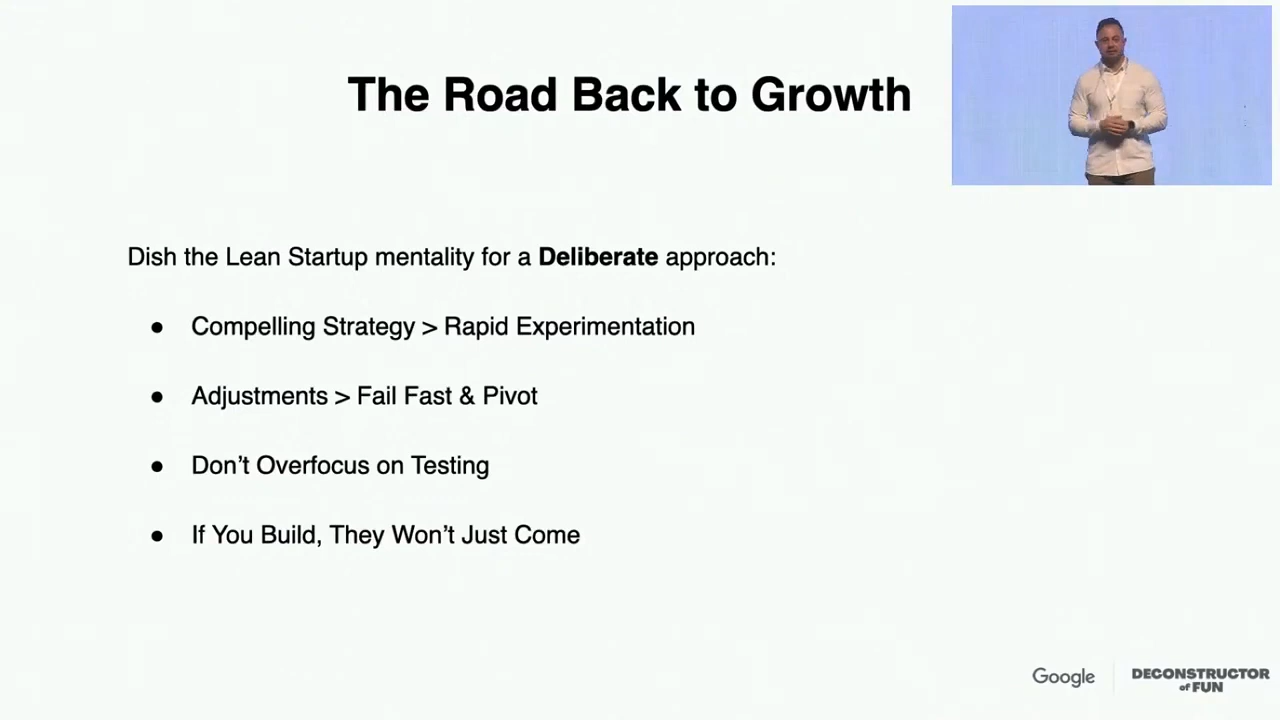 The Road Back to Growth
Dish the Lean Startup mentality for a Deliberate approach:
● Compelling Strategy > Rapid Experimentation
● Adjustments > Fail Fast & Pivot
● Don’t Overfocus on Testing
● If You Build, They Won’t Just Come
Google
DECONSTRUCTOR
of FUN